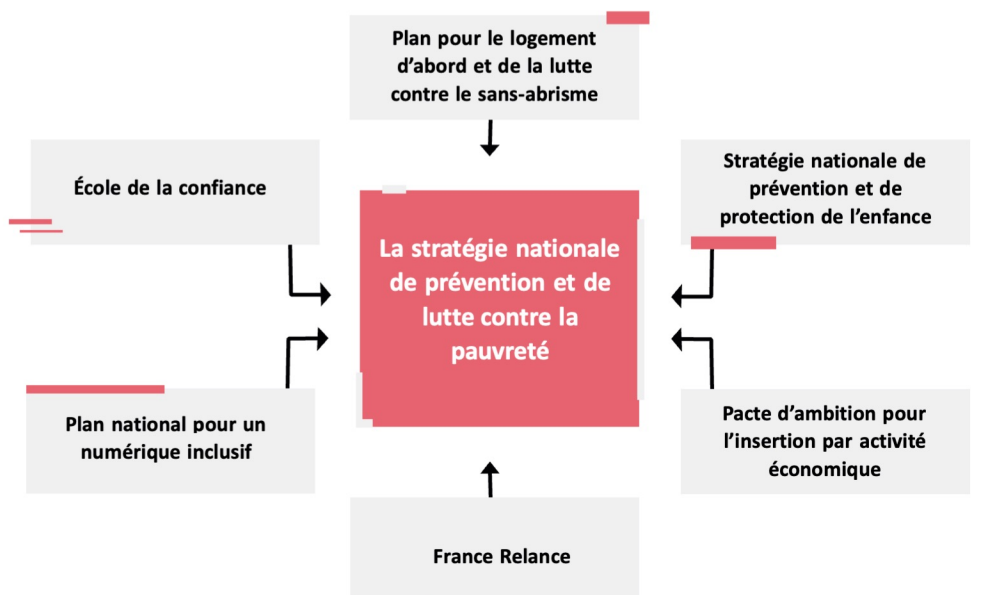 Plan pour le logement
d'abord et de la lutte
contre le sans-abrisme
École de la confiance
Stratégie nationale de
prévention et de
protection de l'enfance
La stratégie nationale
de prévention et de
lutte contre la
pauvreté
Plan national pour un
numérique inclusif
Pacte d'ambition pour
l'insertion par activité
économique
France Relance